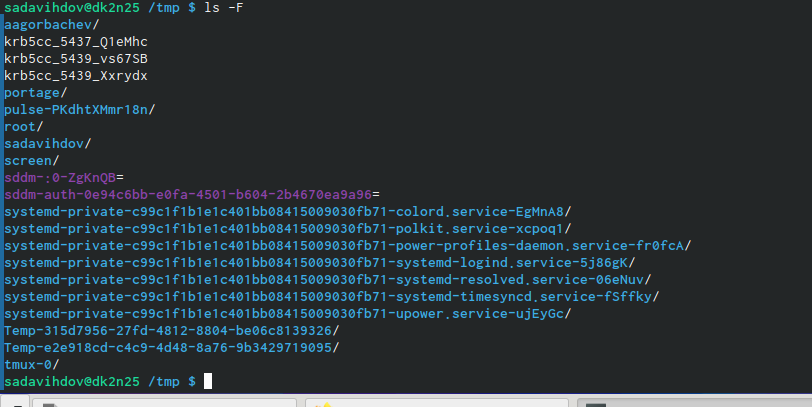 sadavihdov@dk2n25 /tmp $ ls -F
aagorbachev/
krb5cc_5437_Q1eMhc
krb5cc_5439_vs67SB
krb5cc_5439_Xxrydx
portage/
pulse-PKdhtXMmr18n/
root/
sadavihdov/
screen/
sddm-:0-ZgKnQB=
sddm-auth-0e94c6bb-e0fa-4501-b604-2b4670ea9a96=
systemd-private-c99c1f1b1e1c401bb08415009030fb71-colord.service-EgMnA8/
systemd-private-c99c1f1b1e1c401bb08415009030fb71-polkit.service-xcpoq1/
systemd-private-c99c1f1b1e1c401bb08415009030fb71-power-profiles-daemon.service-fr0fcA/
systemd-private-c99c1f1b1e1c401bb08415009030fb71-systemd-logind.service-5j86gK/
systemd-private-c99c1f1b1e1c401bb08415009030fb71-systemd-resolved.service-06eNuv/
systemd-private-c99c1f1b1e1c401bb08415009030fb71-systemd-timesyncd.service-fSffky/
systemd-private-c99c1f1b1e1c401bb08415009030fb71-upower.service-ujEyGc/
Temp-315d7956-27fd-4812-8804-be06c8139326/
Temp-e2e918cd-c4c9-4d48-8a76-9b3429719095/
tmux-0/
sadavihdov@dk2n25 /tmp $